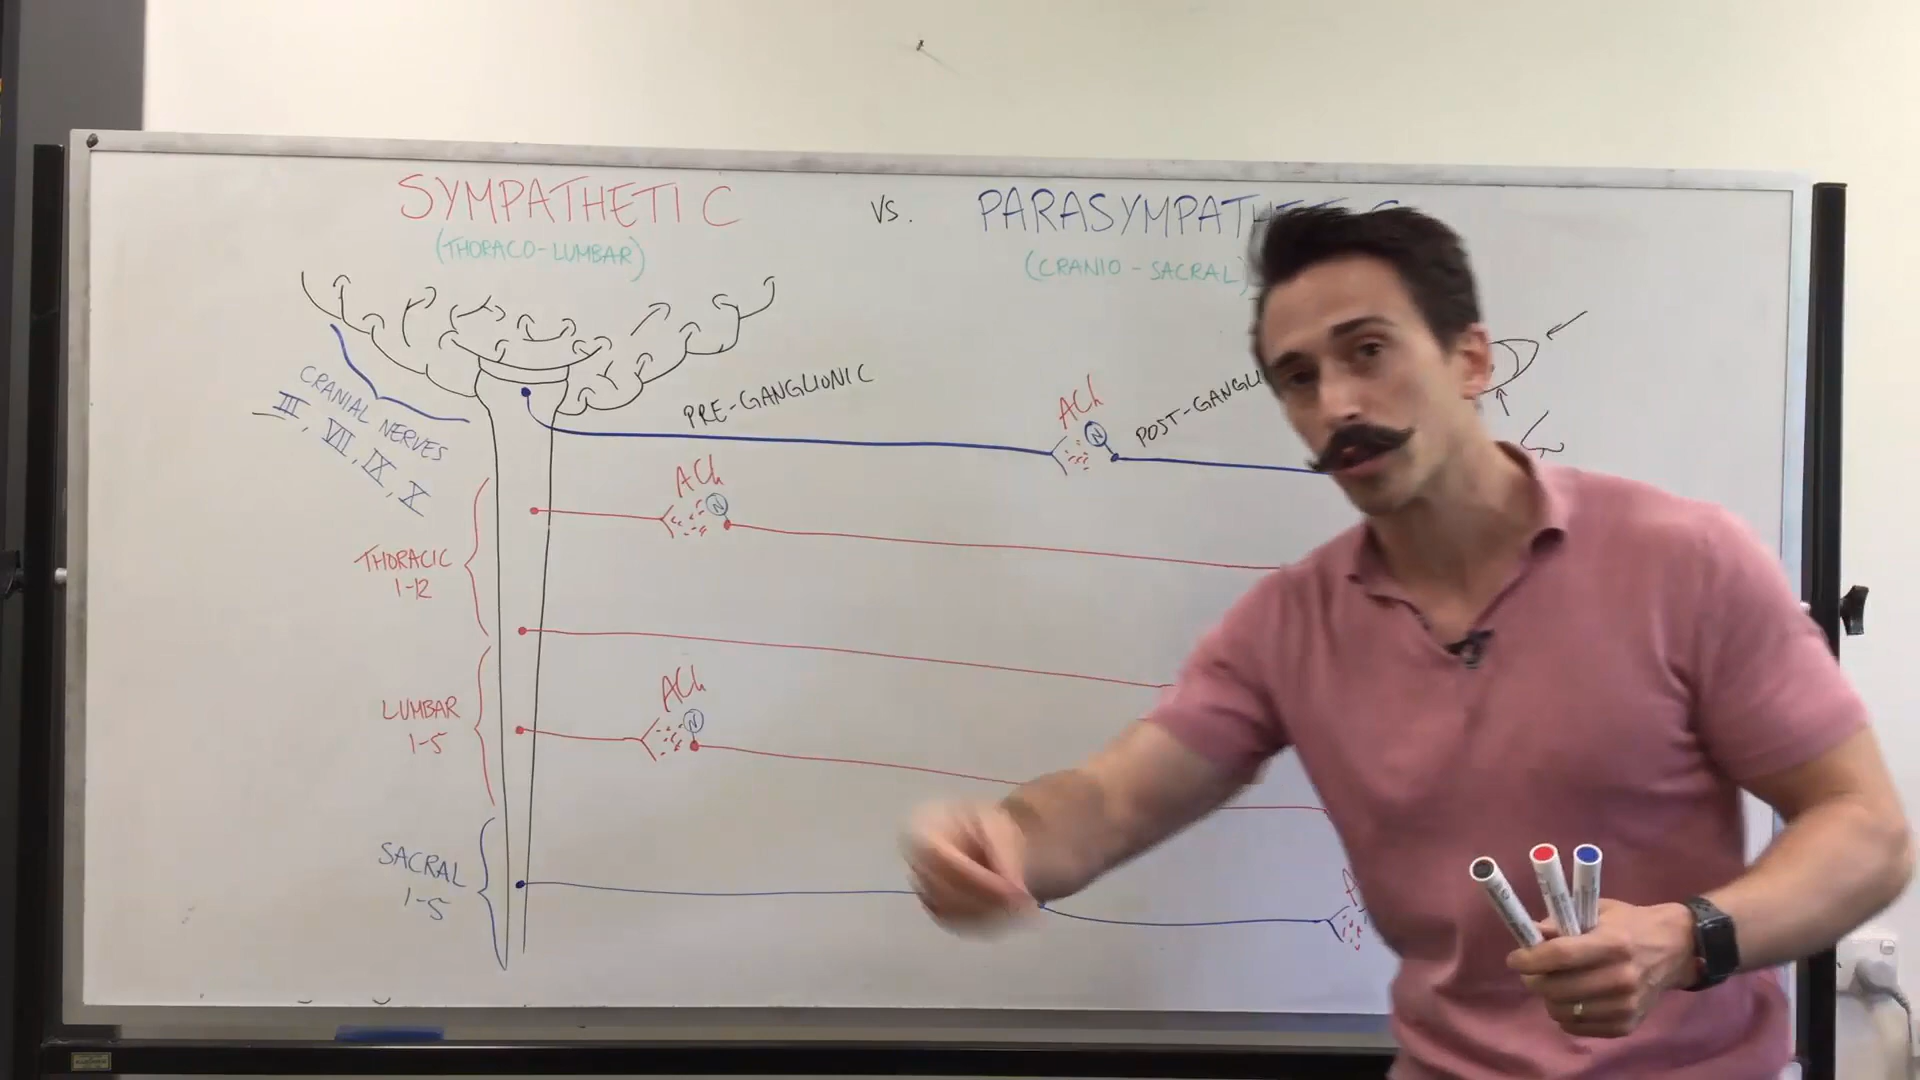 SYMPATHETIC
vs.
PARASYMPATHETIC
(THORACO-LUMBAR)
(CRANIO-SACRAL)
CRANIAL NERVES
III, VII, IX, X
PRE-GANGLIONIC
ACh
N
POST-GANGLI
ACh
N
THORACIC
1-12
ACh
N
LUMBAR
1-5
SACRAL
1-5
A